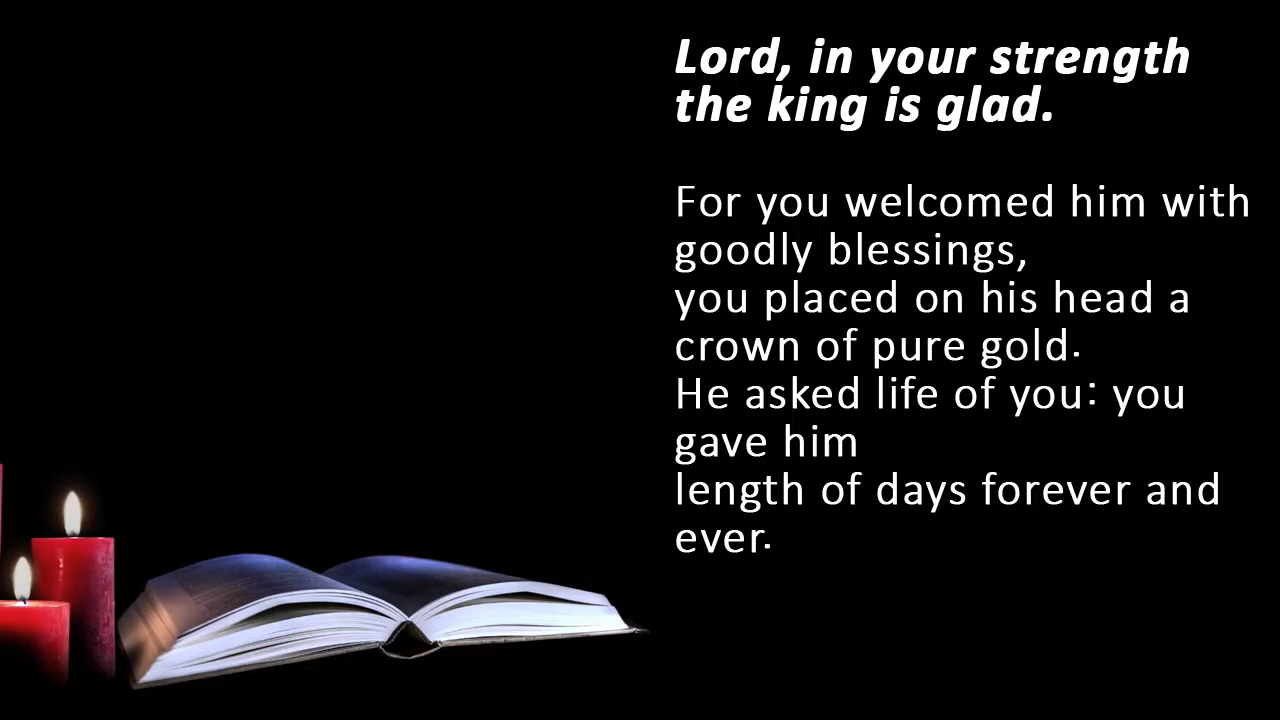 Lord, in your strength
the king is glad.
For you welcomed him with
goodly blessings,
you placed on his head a
crown of pure gold.
He asked life of you: you
gave him
length of days forever and
ever.